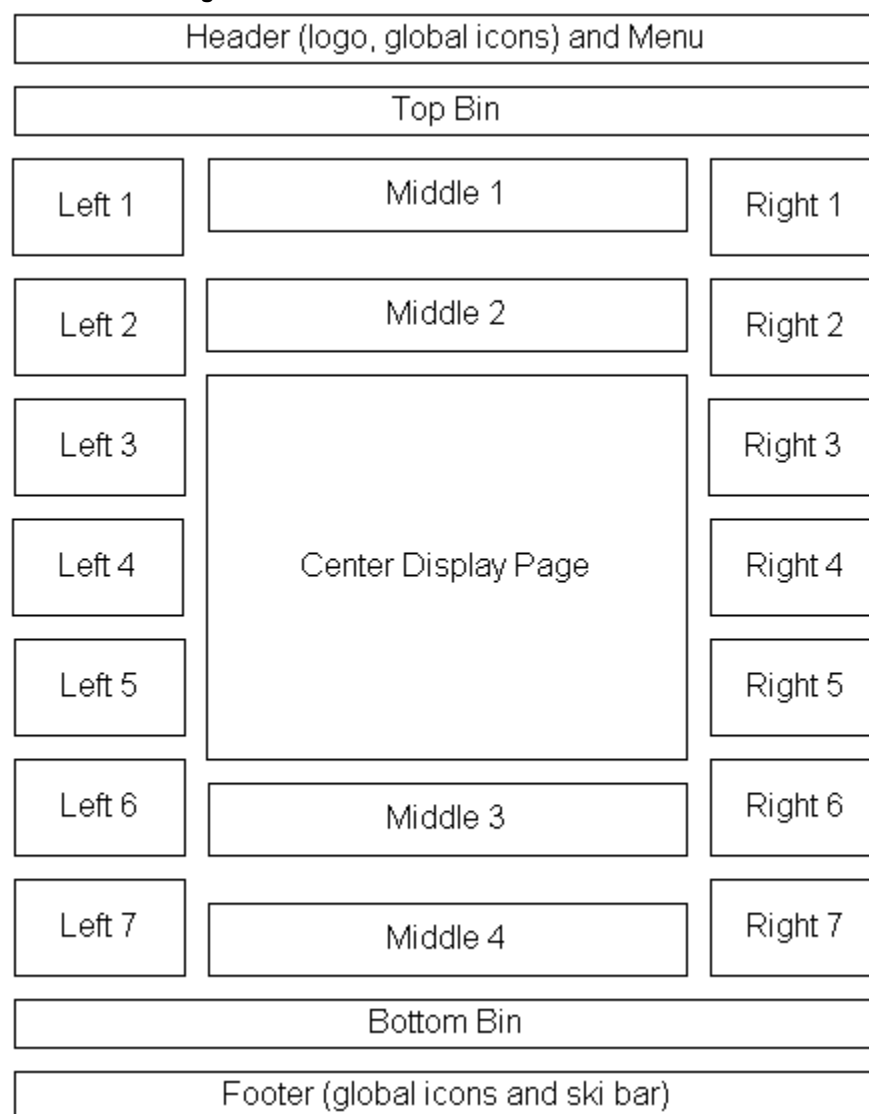 Header (logo, global icons) and Menu
Top Bin
Left 1
Middle 1
Right 1
Left 2
Middle 2
Right 2
Left 3
Right 3
Left 4
Center Display Page
Right 4
Left 5
Right 5
Left 6
Middle 3
Right 6
Left 7
Middle 4
Right 7
Bottom Bin
Footer (global icons and ski bar)